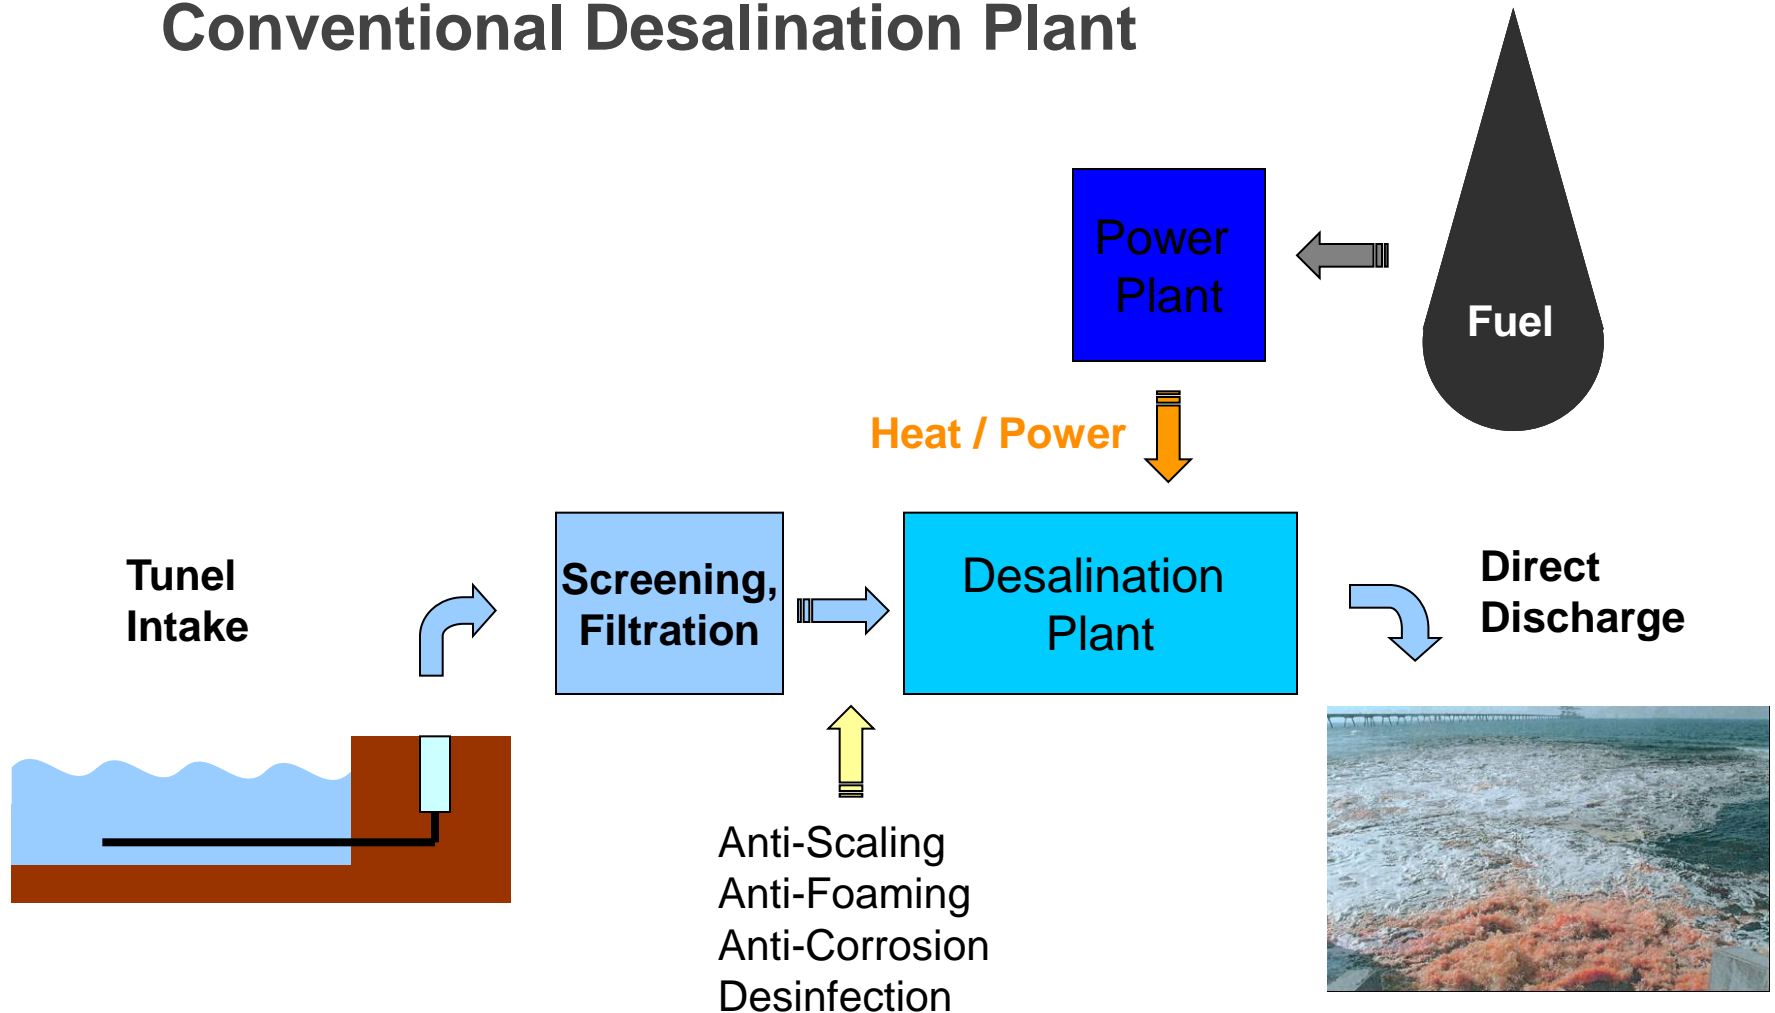 Conventional Desalination Plant
Power
Plant
Fuel
Heat / Power
Tunel
Intake
Screening,
Filtration
Desalination
Plant
Direct
Discharge
Anti-Scaling
Anti-Foaming
Anti-Corrosion
Desinfection